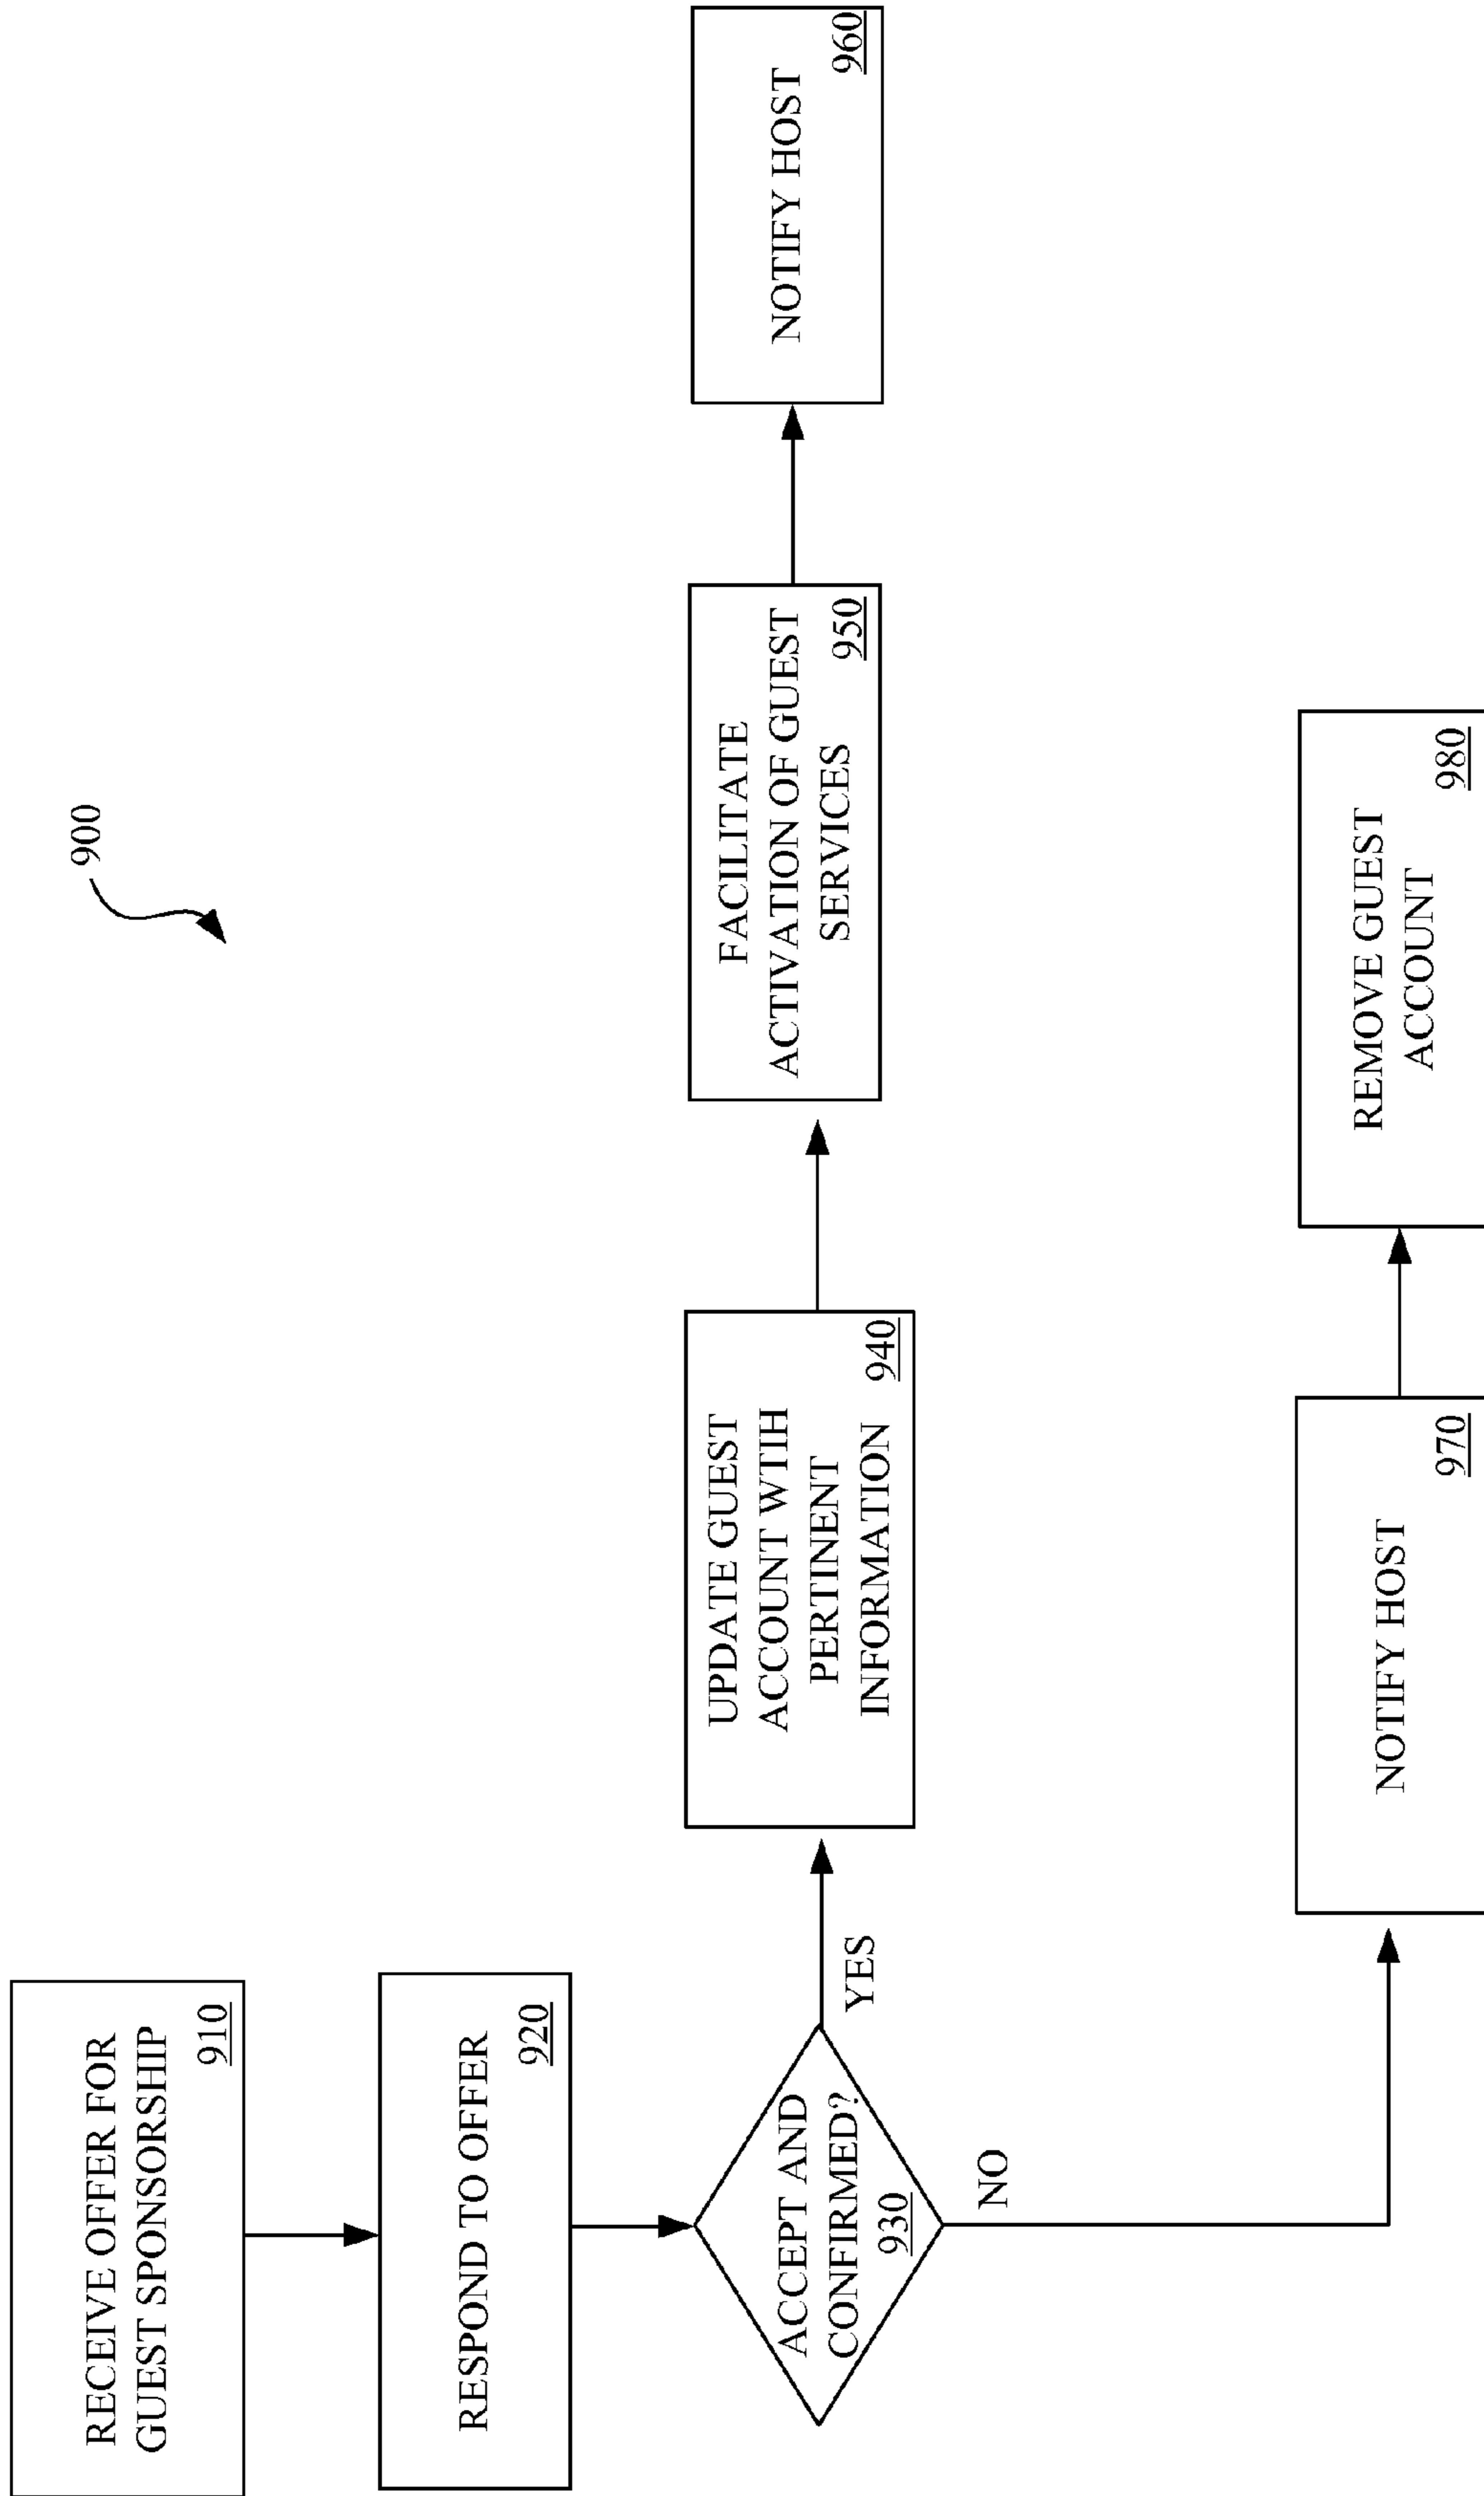 900
RECEIVE OFFER FOR
GUEST SPONSORSHIP
910
RESPOND TO OFFER
920
ACCEPT AND
CONFIRMED?
930
YES
NO
UPDATE GUEST
ACCOUNT WTIH
PERTINENT
INFORMATION
940
FACILITATE
ACTIVATION OF GUEST
SERVICES
950
NOTIFY HOST
960
NOTIFY HOST
970
REMOVE GUEST
ACCOUNT
980